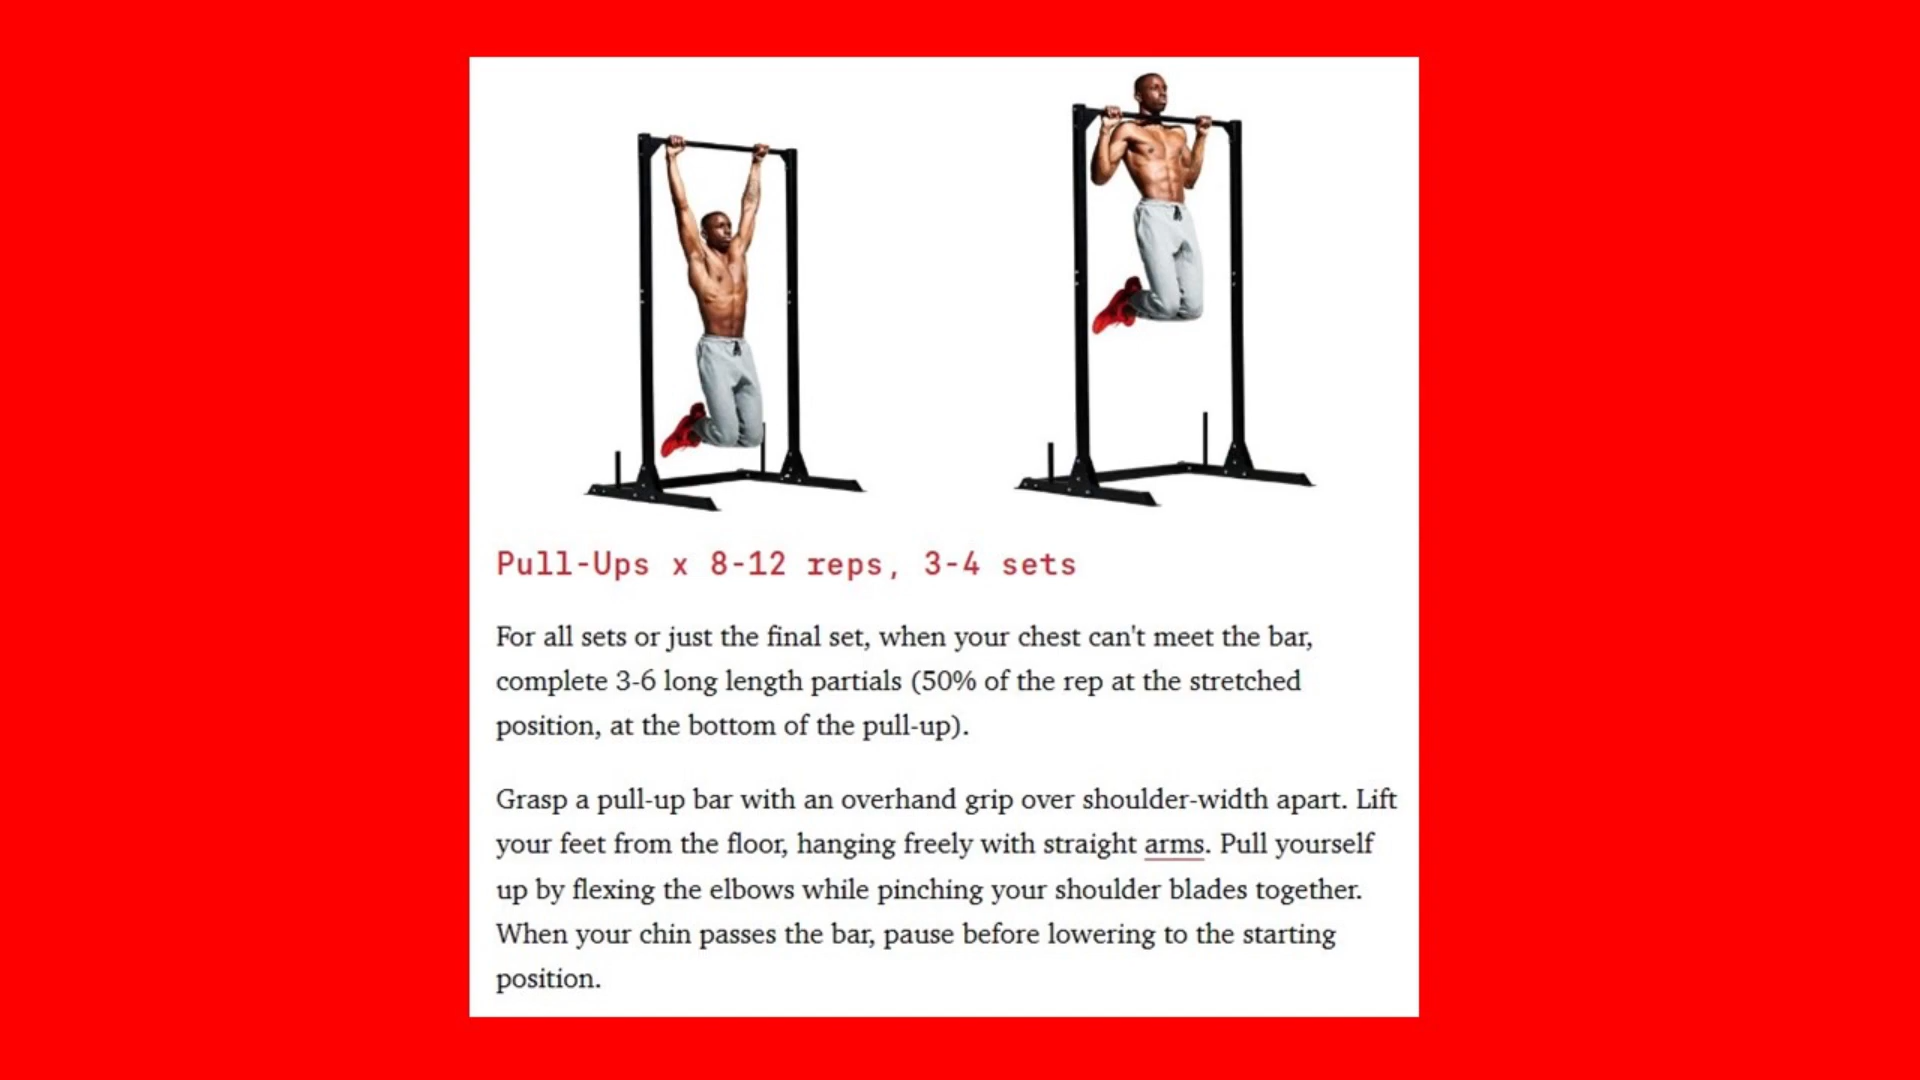 Pull-Ups x 8-12 reps, 3-4 sets
For all sets or just the final set, when your chest can't meet the bar,
complete 3-6 long length partials (50% of the rep at the stretched
position, at the bottom of the pull-up).
Grasp a pull-up bar with an overhand grip over shoulder-width apart. Lift
your feet from the floor, hanging freely with straight arms. Pull yourself
up by flexing the elbows while pinching your shoulder blades together.
When your chin passes the bar, pause before lowering to the starting
position.